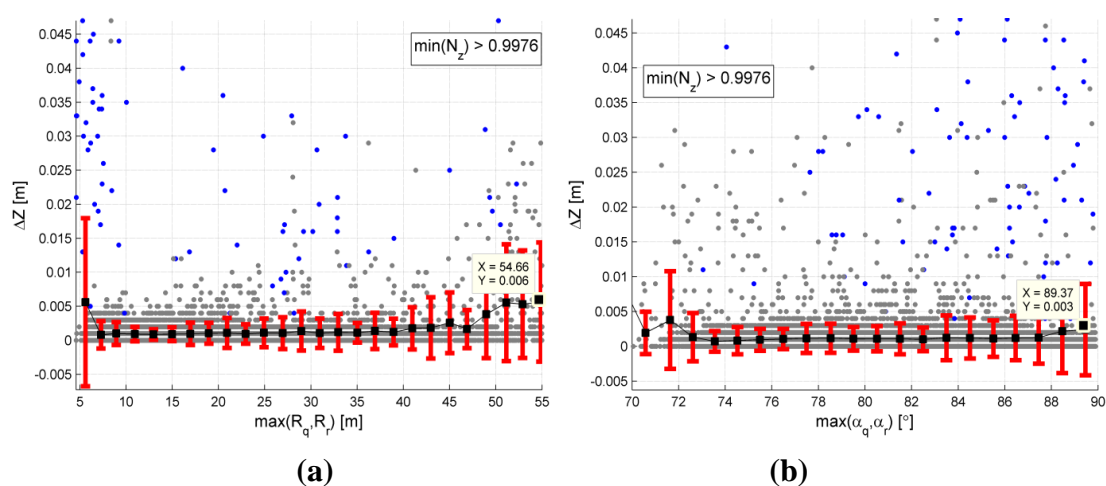 0.045
0.04
0.035
0.03
0.025
0.02
0.015
0.01
0.005
0
-0.005
ΔZ [m]
min(N_z) > 0.9976
X = 54.66
Y = 0.006
5 10 15 20 25 30 35 40 45 50 55
max(R_q,R_r) [m]
(a)
0.045
0.04
0.035
0.03
0.025
0.02
0.015
0.01
0.005
0
-0.005
ΔZ [m]
min(N_z) > 0.9976
X = 89.37
Y = 0.003
70 72 74 76 78 80 82 84 86 88 90
max(α_q,α_r) [°]
(b)